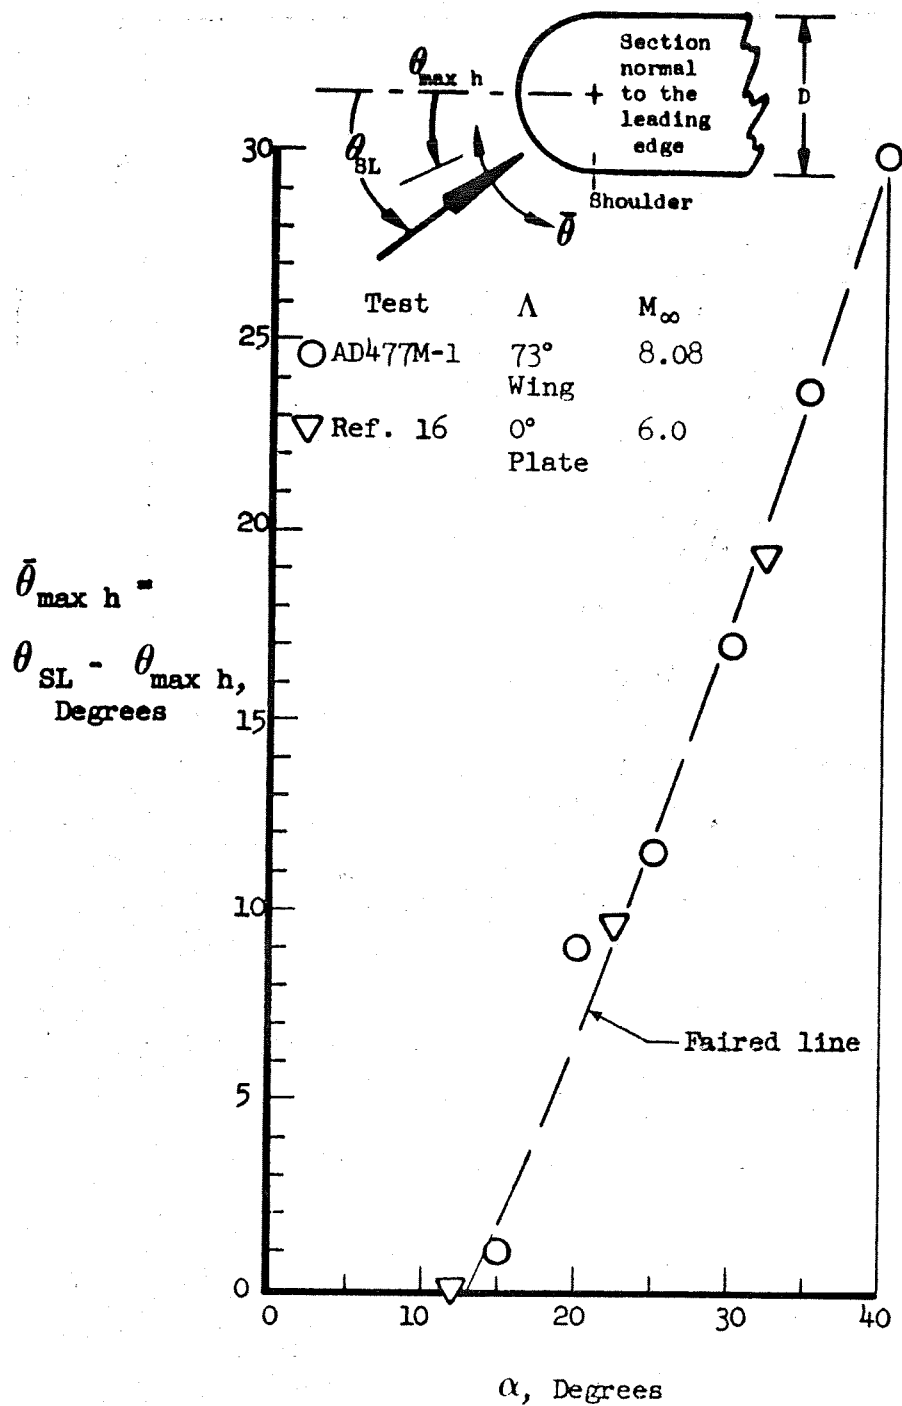 Section
normal
to the
leading
edge
D
θmax h
θSL
θ̄
Shoulder
Test Λ M∞
AD477M-1 73° 8.08
Wing
Ref. 16 0° 6.0
Plate
θ̄max h =
θSL - θmax h,
Degrees
30
25
20
15
10
5
0
Faired line
0 10 20 30 40
α, Degrees